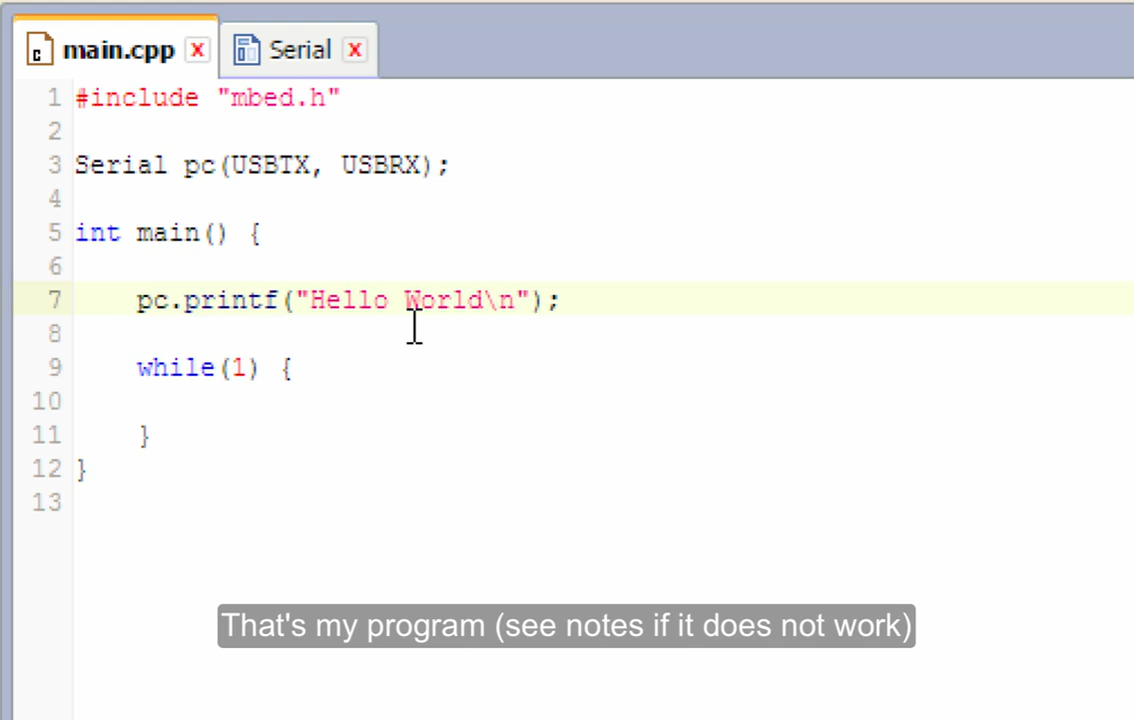 main.cpp x Serial x
1 #include "mbed.h"
2
3 Serial pc(USBTX, USBRX);
4
5 int main() {
6
7     pc.printf("Hello World\n");
8
9     while(1) {
10
11     }
12 }
13
That's my program (see notes if it does not work)